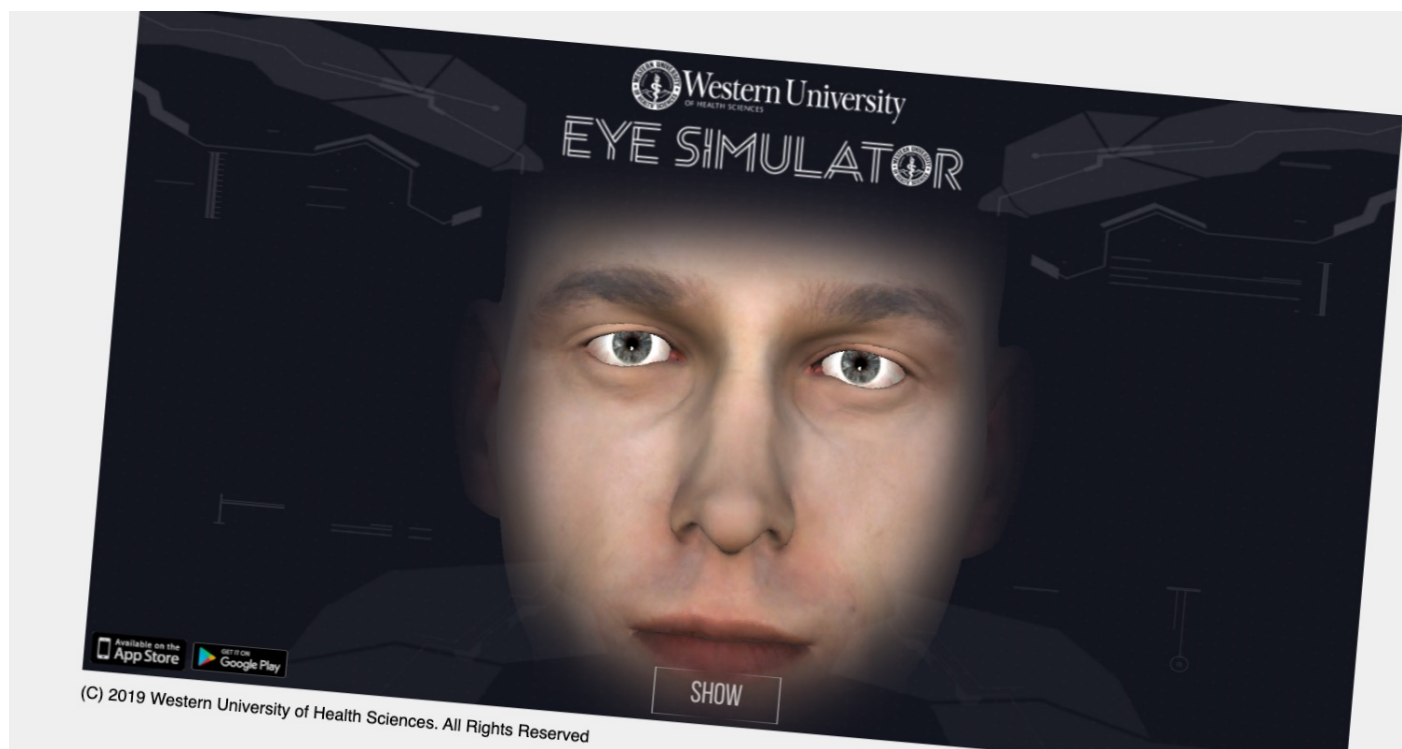 Western University
OF HEALTH SCIENCES
EYE SIMULATOR
Available on the
App Store
GET IT ON
Google Play
SHOW
(C) 2019 Western University of Health Sciences. All Rights Reserved